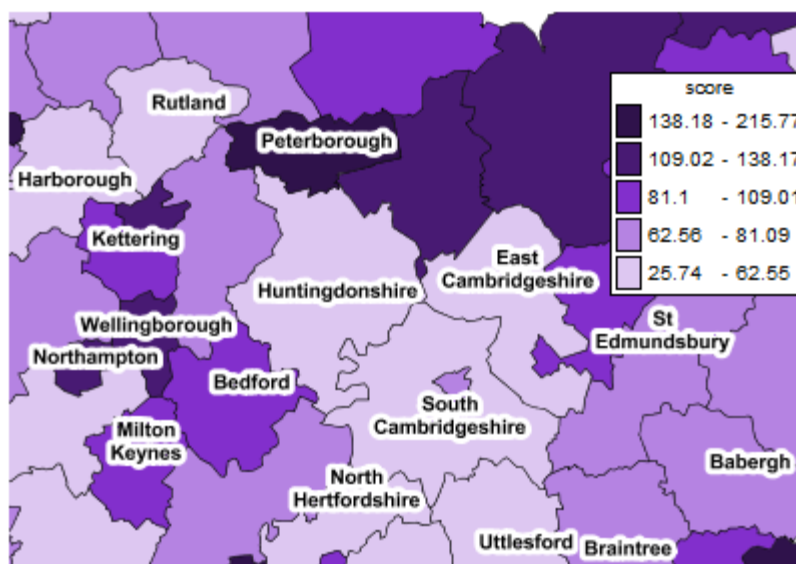 score
138.18 - 215.77
109.02 - 138.17
81.1 - 109.01
62.56 - 81.09
25.74 - 62.55
Rutland
Peterborough
Harborough
Kettering
East
Cambridgeshire
Huntingdonshire
St
Edmundsbury
Wellingborough
Northampton
Bedford
South
Cambridgeshire
Milton
Keynes
Babergh
North
Hertfordshire
Uttlesford
Braintree